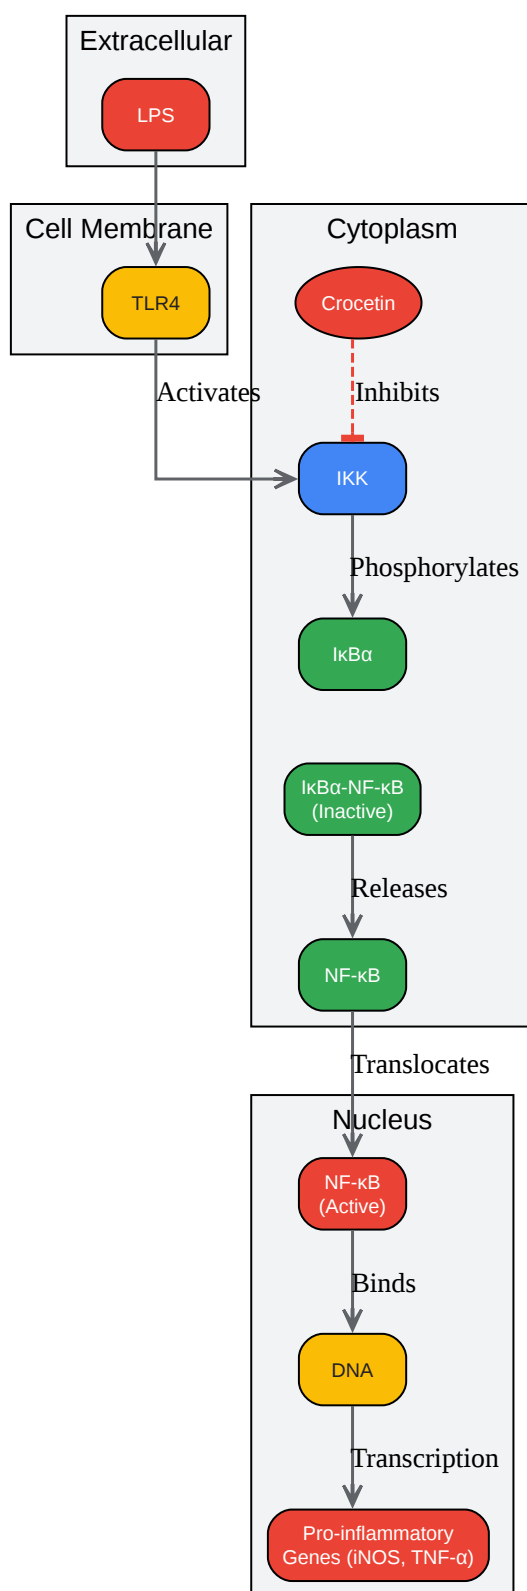 Extracellular
LPS
Cell Membrane
Cytoplasm
TLR4
Crocetin
Activates
Inhibits
IKK
Phosphorylates
IκBα
IκBα-NF-κB
(Inactive)
Releases
NF-κB
Translocates
Nucleus
NF-κB
(Active)
Binds
DNA
Transcription
Pro-inflammatory
Genes (iNOS, TNF-α)